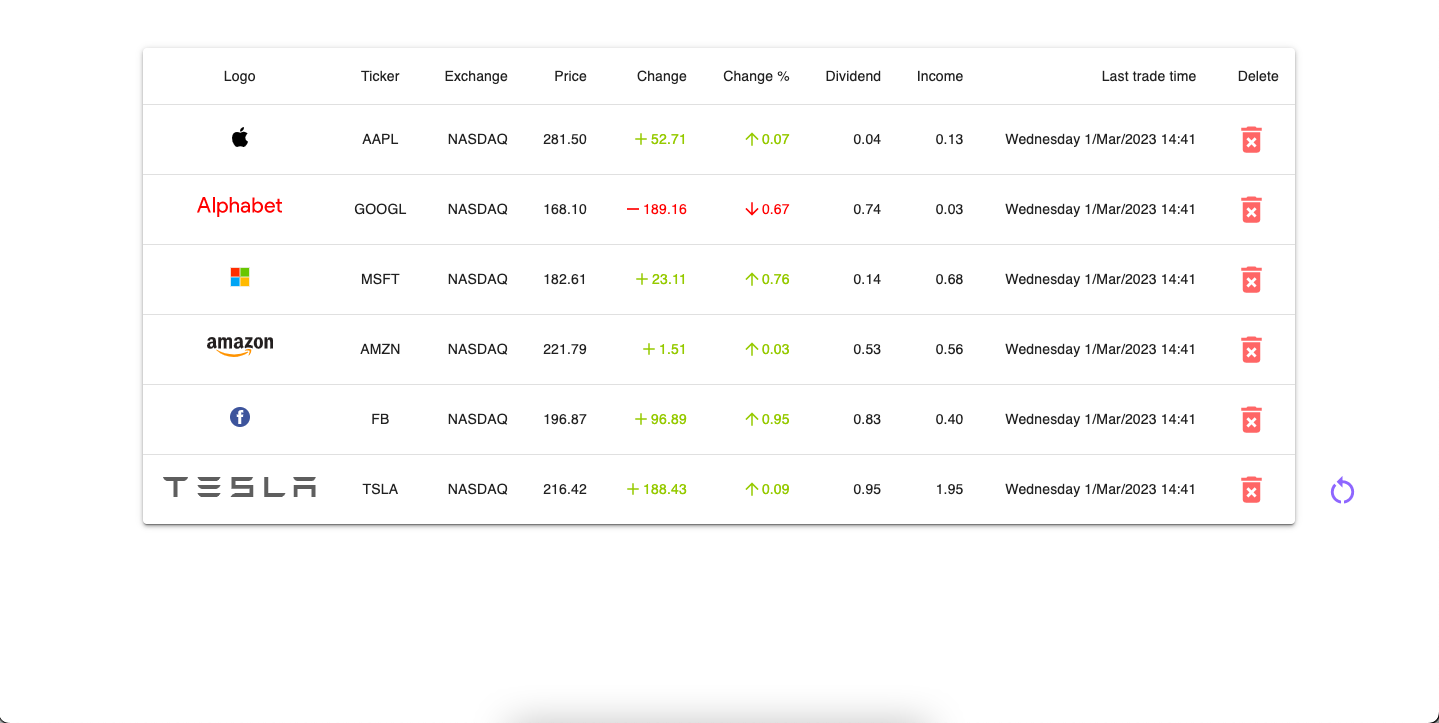 Logo Ticker Exchange Price Change Change % Dividend Income Last trade time Delete
AAPL NASDAQ 281.50 + 52.71 ↑ 0.07 0.04 0.13 Wednesday 1/Mar/2023 14:41
Alphabet GOOGL NASDAQ 168.10 − 189.16 ↓ 0.67 0.74 0.03 Wednesday 1/Mar/2023 14:41
MSFT NASDAQ 182.61 + 23.11 ↑ 0.76 0.14 0.68 Wednesday 1/Mar/2023 14:41
amazon AMZN NASDAQ 221.79 + 1.51 ↑ 0.03 0.53 0.56 Wednesday 1/Mar/2023 14:41
f FB NASDAQ 196.87 + 96.89 ↑ 0.95 0.83 0.40 Wednesday 1/Mar/2023 14:41
TESLA TSLA NASDAQ 216.42 + 188.43 ↑ 0.09 0.95 1.95 Wednesday 1/Mar/2023 14:41